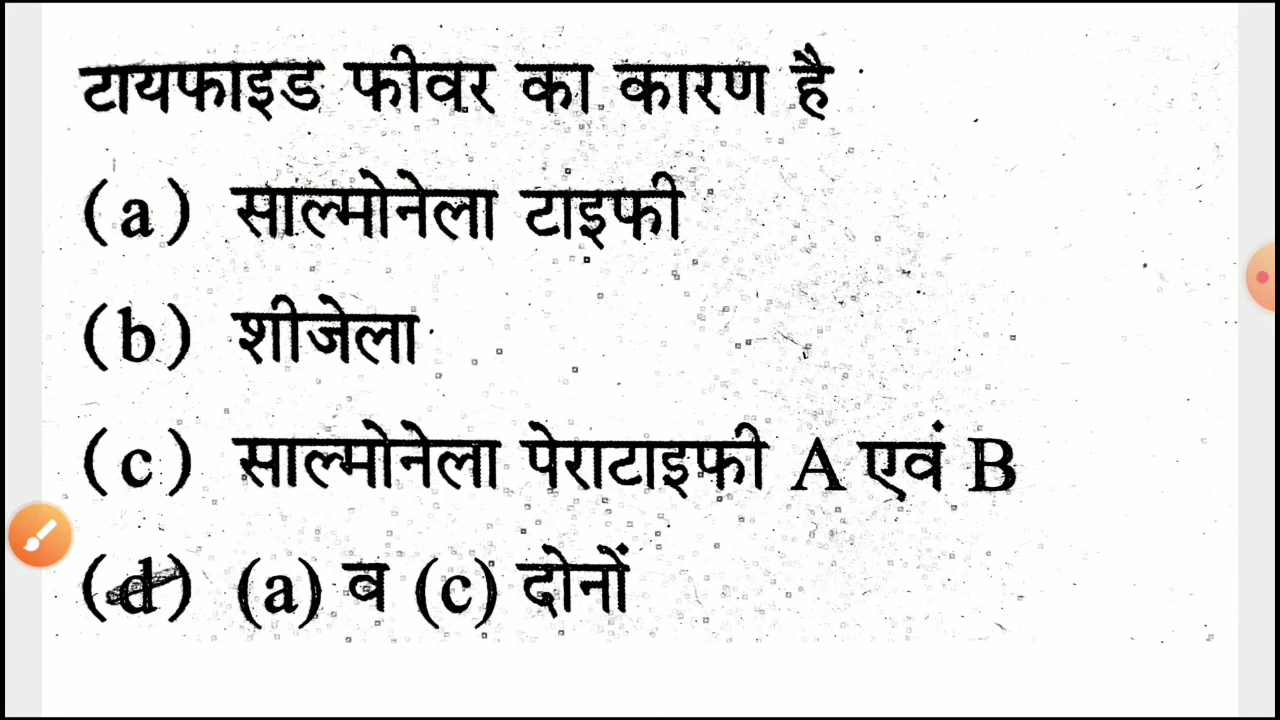 टायफाइड फीवर का कारण है
(a) साल्मोनेला टाइफी
(b) शीजेला
(c) साल्मोनेला पेराटाइफी A एवं B
(d) (a) व (c) दोनों